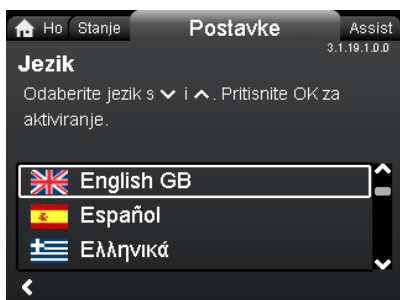 Ho Stanje Postavke Assist
3.1.19.1.0.0
Jezik
Odaberite jezik s i . Pritisnite OK za
aktiviranje.
English GB
Español
Ελληνικά